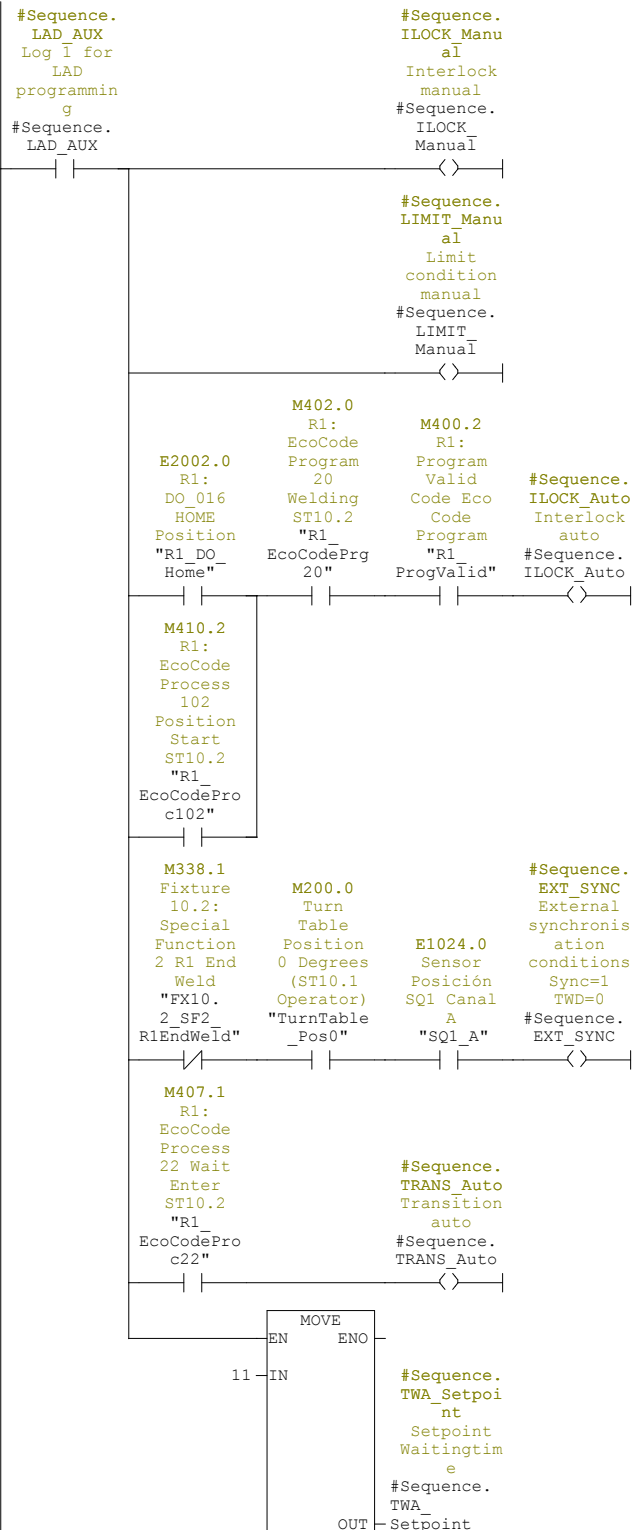 #Sequence.
LAD_AUX
Log 1 for
LAD
programmin
g
#Sequence.
LAD_AUX
#Sequence.
ILOCK_Manu
al
Interlock
manual
#Sequence.
ILOCK_
Manual
#Sequence.
LIMIT_Manu
al
Limit
condition
manual
#Sequence.
LIMIT_
Manual
E2002.0
R1:
DO_016
HOME
Position
"R1_DO_
Home"
M402.0
R1:
EcoCode
Program
20
Welding
ST10.2
"R1_
EcoCodePrg
20"
M400.2
R1:
Program
Valid
Code Eco
Code
Program
"R1_
ProgValid"
#Sequence.
ILOCK_Auto
Interlock
auto
#Sequence.
ILOCK_Auto
M410.2
R1:
EcoCode
Process
102
Position
Start
ST10.2
"R1_
EcoCodePro
c102"
M338.1
Fixture
10.2:
Special
Function
2 R1 End
Weld
"FX10.
2_SF2_
R1EndWeld"
M200.0
Turn
Table
Position
0 Degrees
(ST10.1
Operator)
"TurnTable
_Pos0"
E1024.0
Sensor
Posición
SQ1 Canal
A
"SQ1_A"
#Sequence.
EXT_SYNC
External
synchronis
ation
conditions
Sync=1
TWD=0
#Sequence.
EXT_SYNC
M407.1
R1:
EcoCode
Process
22 Wait
Enter
ST10.2
"R1_
EcoCodePro
c22"
#Sequence.
TRANS_Auto
Transition
auto
#Sequence.
TRANS_Auto
MOVE
EN ENO
11 IN
#Sequence.
TWA_Setpoi
nt
Setpoint
Waitingtim
e
#Sequence.
TWA_
OUT Setpoint